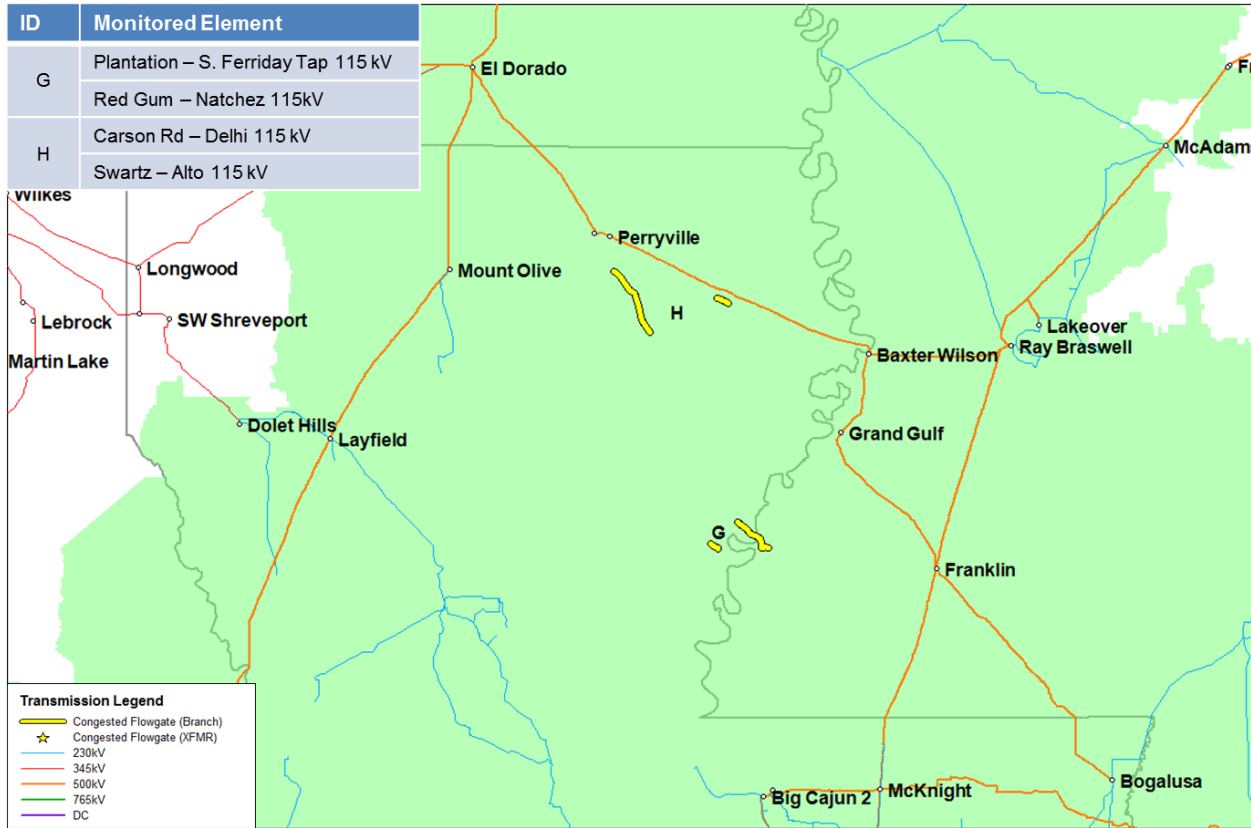 ID Monitored Element
G
Plantation – S. Ferriday Tap 115 kV
Red Gum – Natchez 115kV
H
Carson Rd – Delhi 115 kV
Swartz – Alto 115 kV
El Dorado
Fr
McAdams
Wilkes
Perryville
Longwood
Mount Olive
H
Lebrock
SW Shreveport
Lakeover
Martin Lake
Baxter Wilson
Ray Braswell
Dolet Hills
Layfield
Grand Gulf
G
Franklin
Transmission Legend
Congested Flowgate (Branch)
Congested Flowgate (XFMR)
230kV
345kV
500kV
765kV
DC
Big Cajun 2
McKnight
Bogalusa